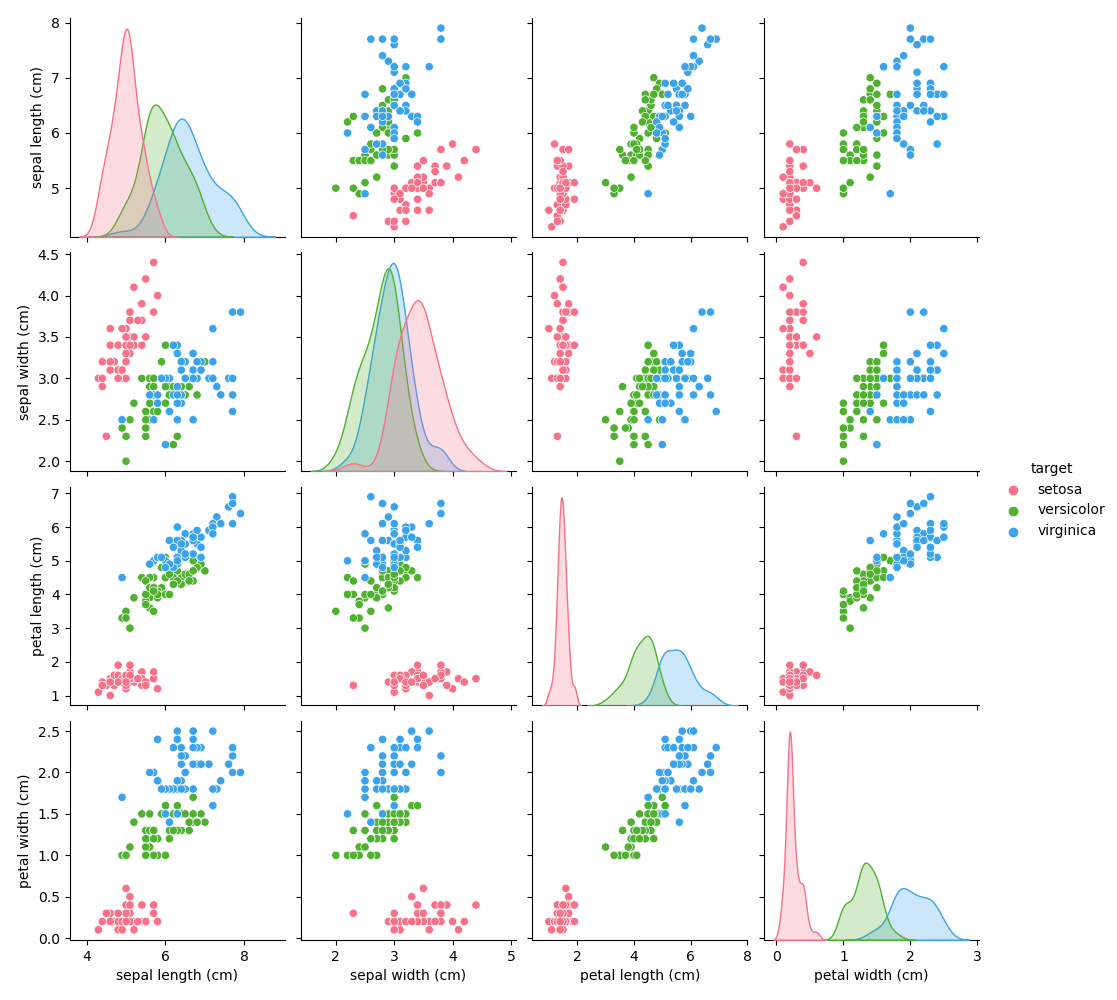 8
7
6
5
sepal length (cm)
4.5
4.0
3.5
3.0
2.5
2.0
sepal width (cm)
target
setosa
versicolor
virginica
7
6
5
4
3
2
1
petal length (cm)
2.5
2.0
1.5
1.0
0.5
0.0
petal width (cm)
4 6 8 2 3 4 5 2 4 6 8 0 1 2 3
sepal length (cm) sepal width (cm) petal length (cm) petal width (cm)